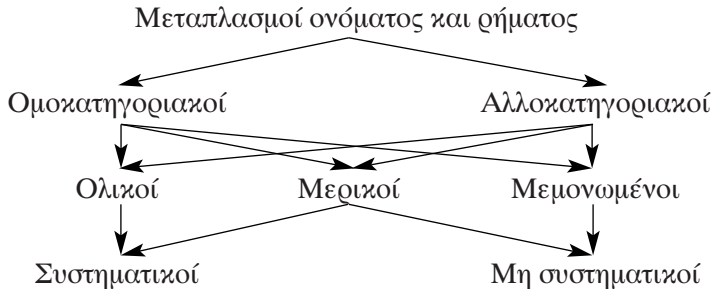 Μεταπλασμοί ονόματος και ρήματος
Ομοκατηγοριακοί Αλλοκατηγοριακοί
Ολικοί Μερικοί Μεμονωμένοι
Συστηματικοί Μη συστηματικοί